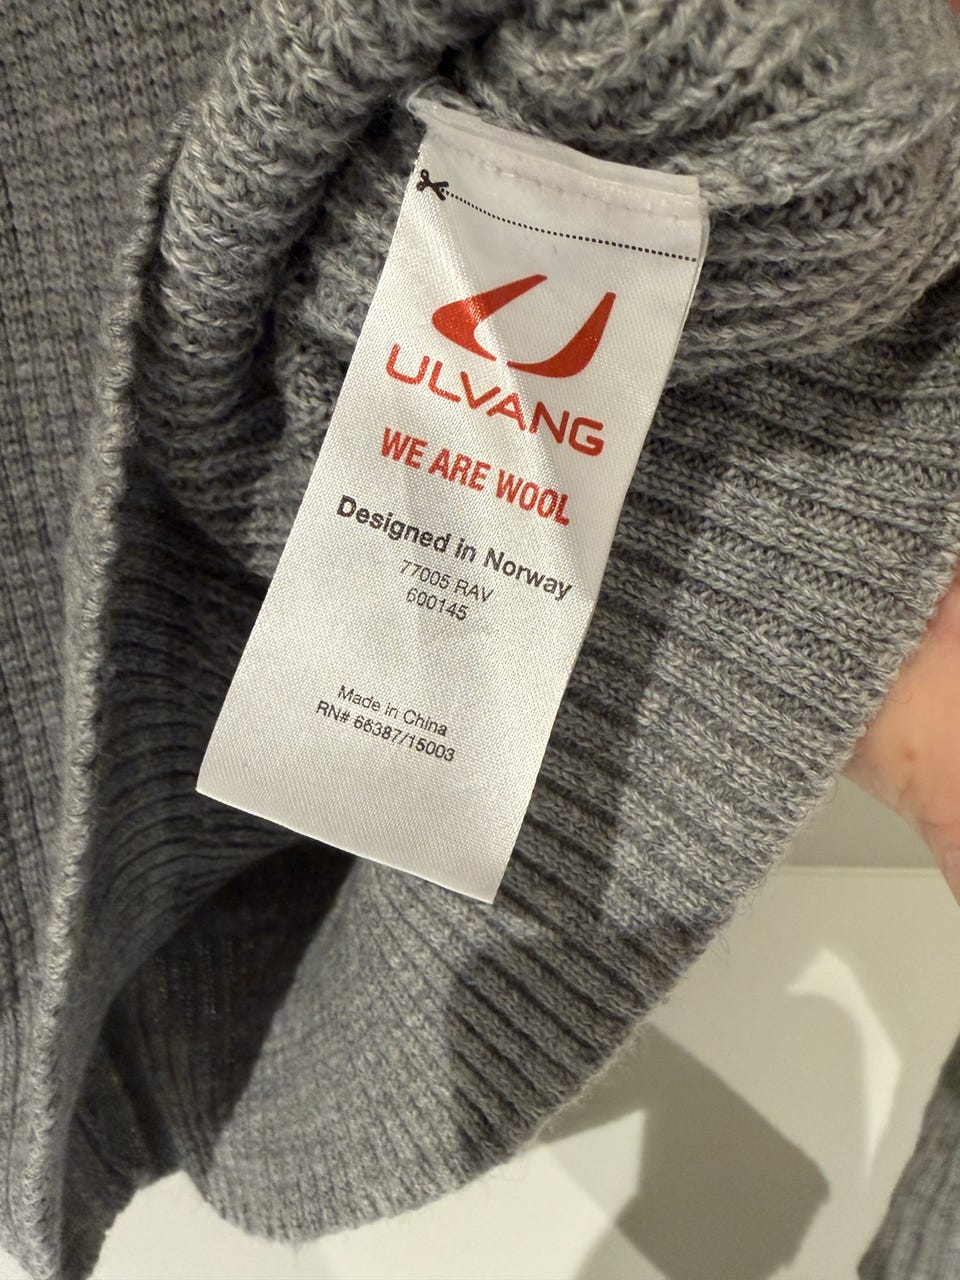 ULVANG
WE ARE WOOL
Designed in Norway
77005 RAV
600145
Made in China
RN# 66387/15003